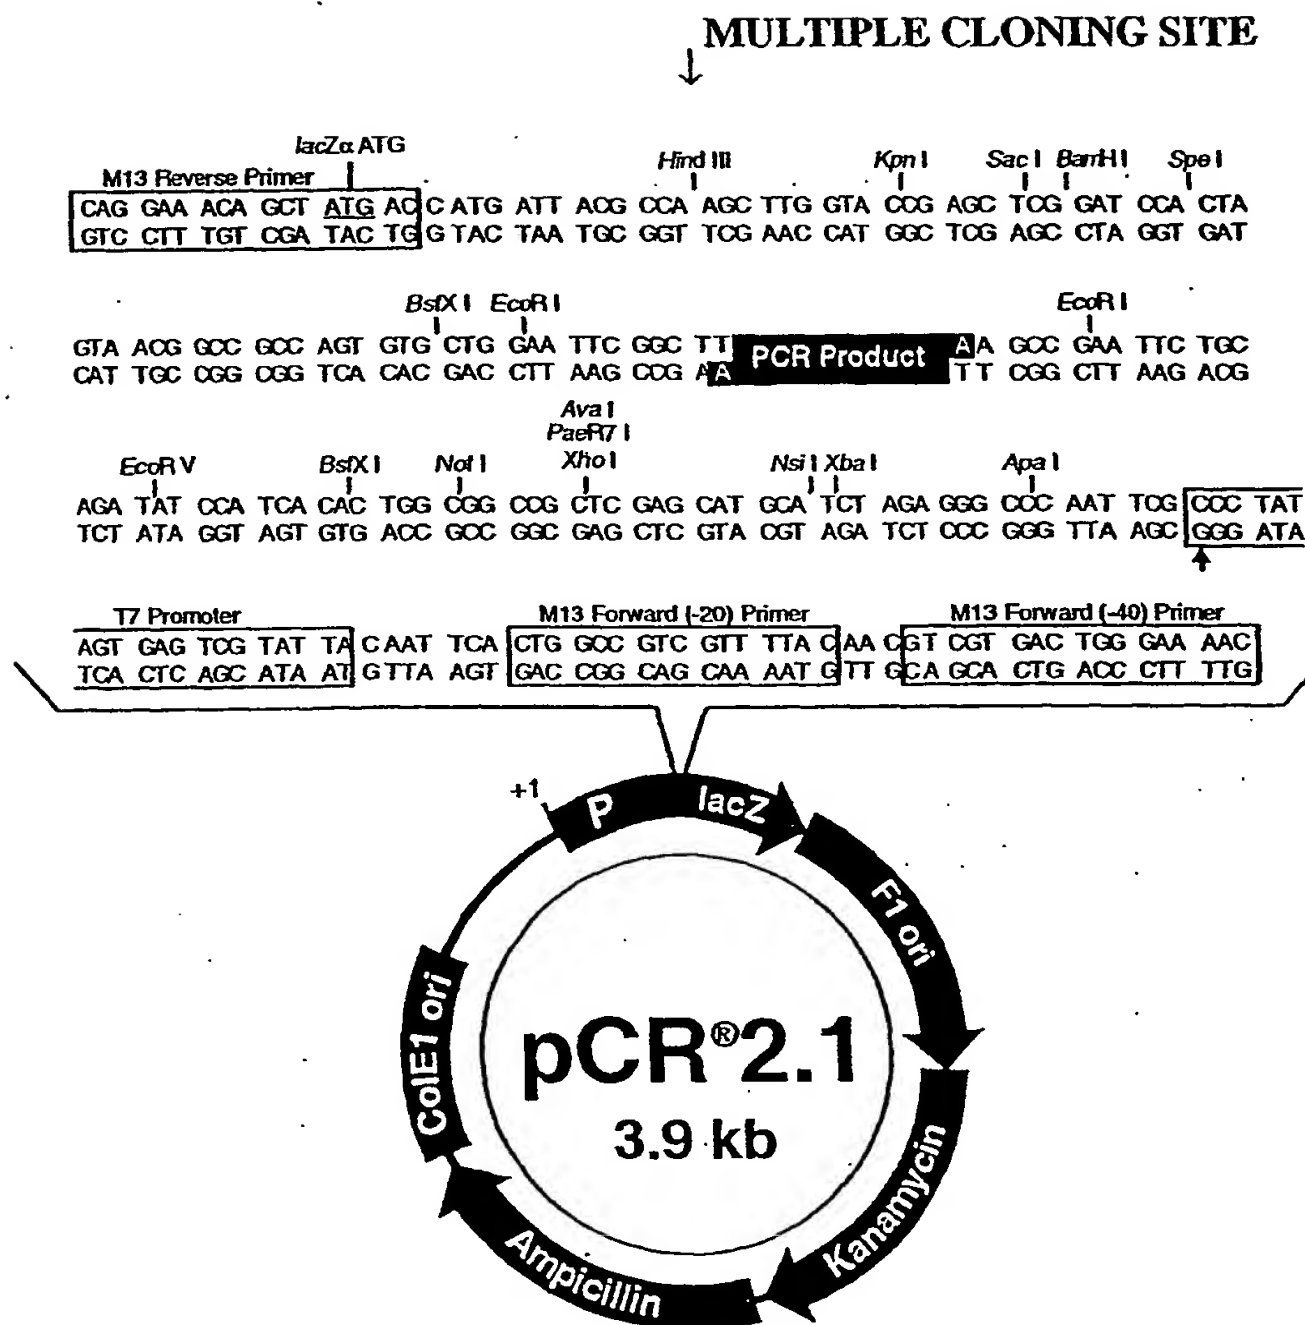 MULTIPLE CLONING SITE
lacZα ATG
M13 Reverse Primer
Hind III Kpn I Sac I BamH I Spe I
CAG GAA ACA GCT ATG AC C ATG ATT ACG CCA AGC TTG GTA CCG AGC TCG GAT CCA CTA
GTC CTT TGT CGA TAC TG G TAC TAA TGC GGT TCG AAC CAT GGC TCG AGC CTA GGT GAT
BstX I EcoR I EcoR I
GTA ACG GCC GCC AGT GTG CTG GAA TTC GGC TT PCR Product A A GCC GAA TTC TGC
CAT TGC CGG CGG TCA CAC GAC CTT AAG CCG A A T T CGG CTT AAG ACG
Ava I
PaeR7 I
EcoR V BstX I Not I Xho I Nsi I Xba I Apa I
AGA TAT CCA TCA CAC TGG CGG CCG CTC GAG CAT GCA TCT AGA GGG CCC AAT TCG CCC TAT
TCT ATA GGT AGT GTG ACC GCC GGC GAG CTC GTA CGT AGA TCT CCC GGG TTA AGC GGG ATA
T7 Promoter M13 Forward (-20) Primer M13 Forward (-40) Primer
AGT GAG TCG TAT TA C AAT TCA CTG GCC GTC GTT TTA C AA C GT CGT GAC TGG GAA AAC
TCA CTC AGC ATA AT G TTA AGT GAC CGG CAG CAA AAT G TT G CA GCA CTG ACC CTT TTG
+1
P
lacZ
F1 ori
ColE1 ori
pCR®2.1
3.9 kb
Kanamycin
Ampicillin